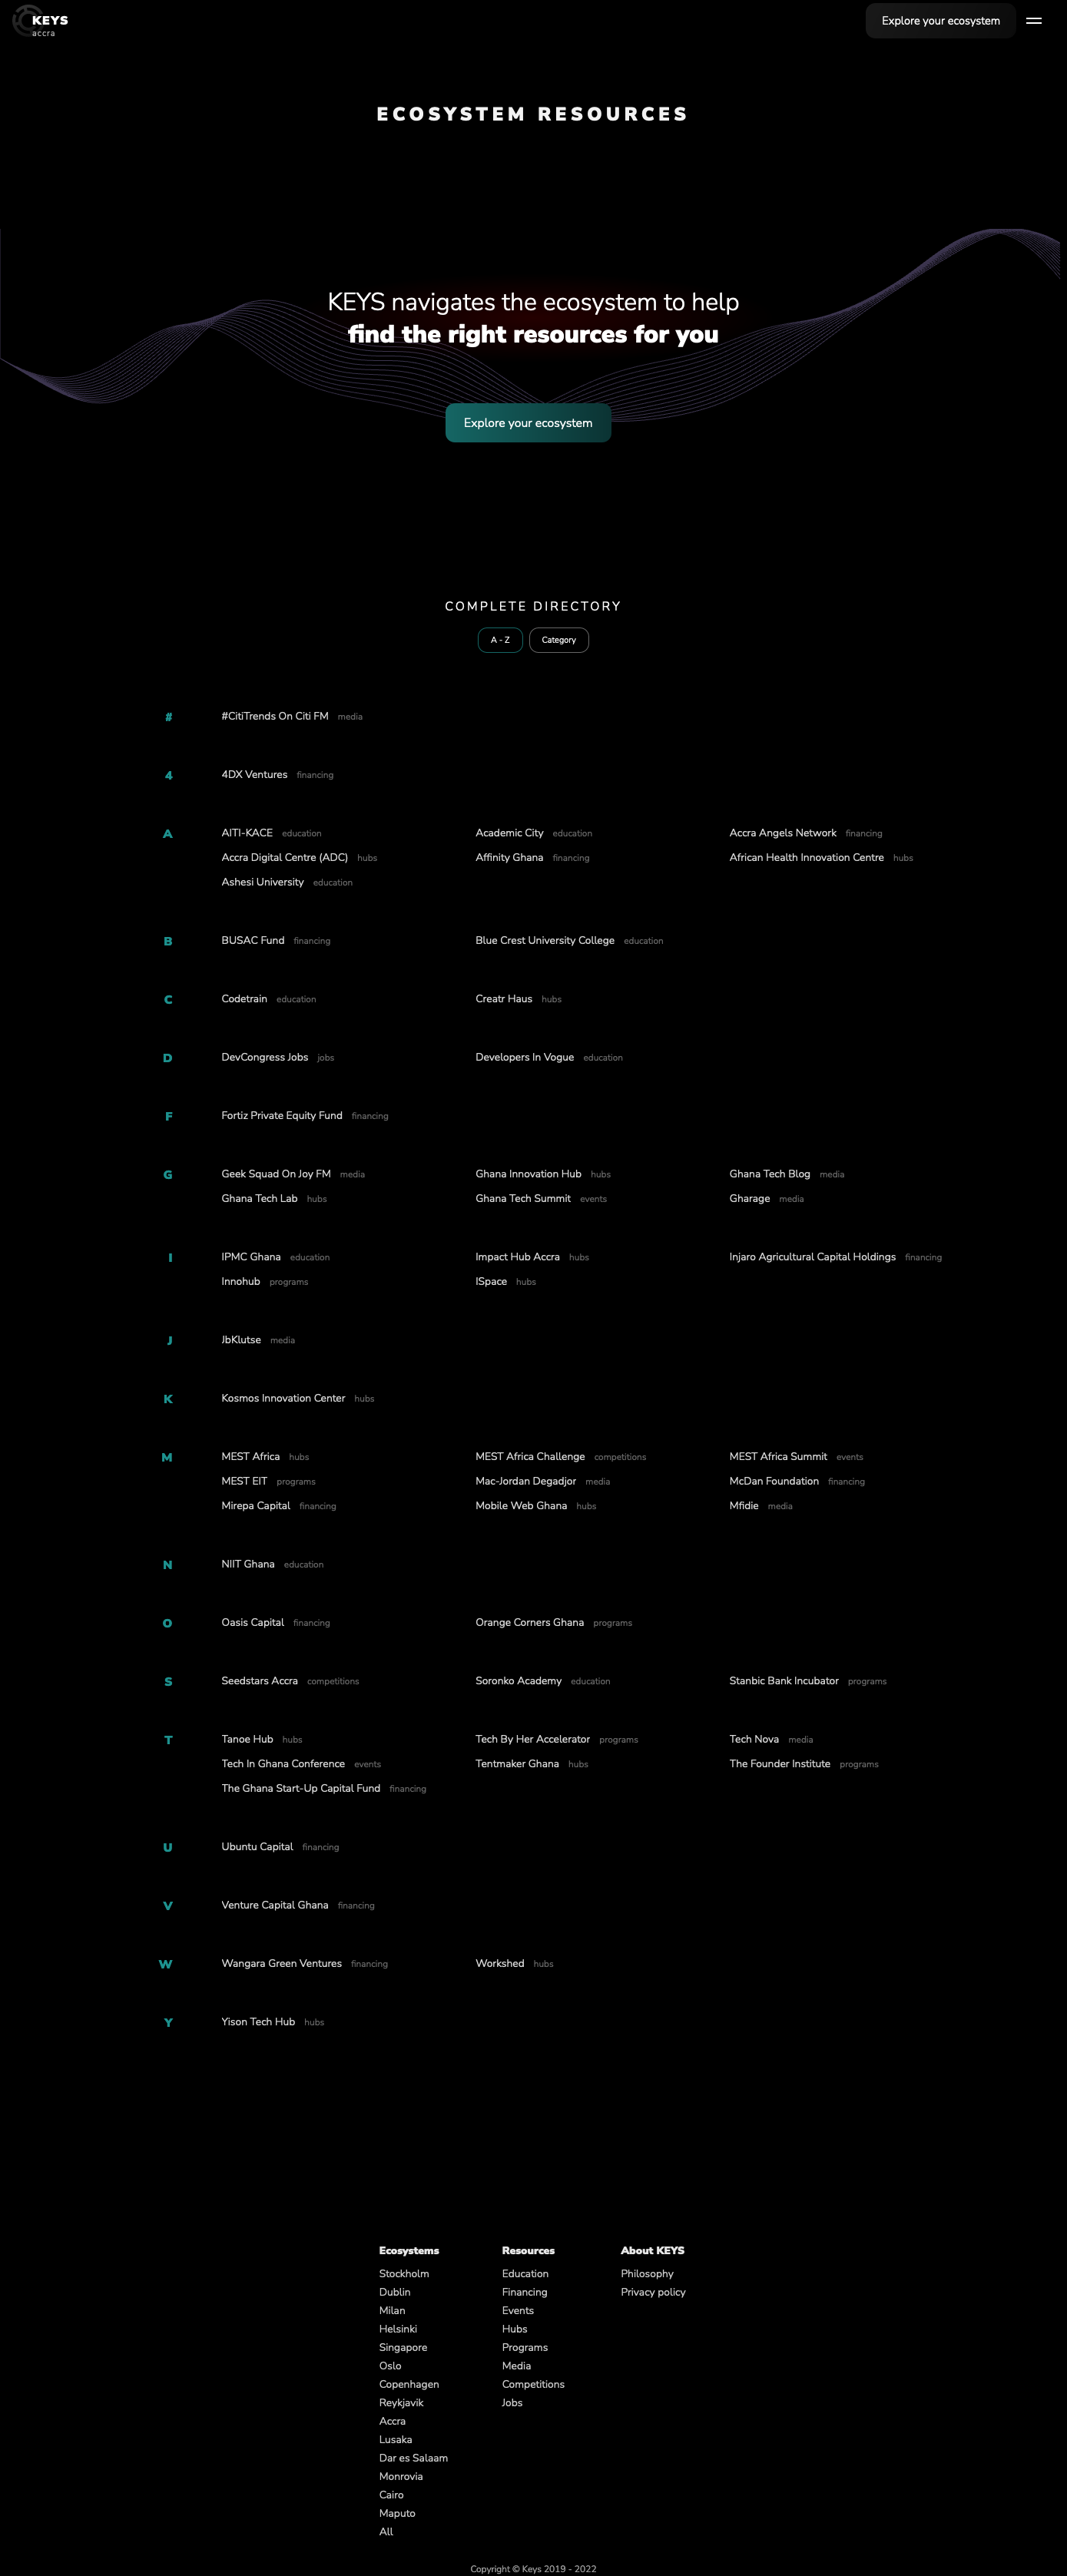 KEYS
accra
Explore your ecosystem
ECOSYSTEM RESOURCES
KEYS navigates the ecosystem to help
find the right resources for you
Explore your ecosystem
COMPLETE DIRECTORY
A - Z Category
# #CitiTrends On Citi FM media
4 4DX Ventures financing
A AITI-KACE education Academic City education Accra Angels Network financing
Accra Digital Centre (ADC) hubs Affinity Ghana financing African Health Innovation Centre hubs
Ashesi University education
B BUSAC Fund financing Blue Crest University College education
C Codetrain education Creatr Haus hubs
D DevCongress Jobs jobs Developers In Vogue education
F Fortiz Private Equity Fund financing
G Geek Squad On Joy FM media Ghana Innovation Hub hubs Ghana Tech Blog media
Ghana Tech Lab hubs Ghana Tech Summit events Gharage media
I IPMC Ghana education Impact Hub Accra hubs Injaro Agricultural Capital Holdings financing
Innohub programs ISpace hubs
J JbKlutse media
K Kosmos Innovation Center hubs
M MEST Africa hubs MEST Africa Challenge competitions MEST Africa Summit events
MEST EIT programs Mac-Jordan Degadjor media McDan Foundation financing
Mirepa Capital financing Mobile Web Ghana hubs Mfidie media
N NIIT Ghana education
O Oasis Capital financing Orange Corners Ghana programs
S Seedstars Accra competitions Soronko Academy education Stanbic Bank Incubator programs
T Tanoe Hub hubs Tech By Her Accelerator programs Tech Nova media
Tech In Ghana Conference events Tentmaker Ghana hubs The Founder Institute programs
The Ghana Start-Up Capital Fund financing
U Ubuntu Capital financing
V Venture Capital Ghana financing
W Wangara Green Ventures financing Workshed hubs
Y Yison Tech Hub hubs
Ecosystems
Stockholm
Dublin
Milan
Helsinki
Singapore
Oslo
Copenhagen
Reykjavik
Accra
Lusaka
Dar es Salaam
Monrovia
Cairo
Maputo
All
Resources
Education
Financing
Events
Hubs
Programs
Media
Competitions
Jobs
About KEYS
Philosophy
Privacy policy
Copyright © Keys 2019 - 2022